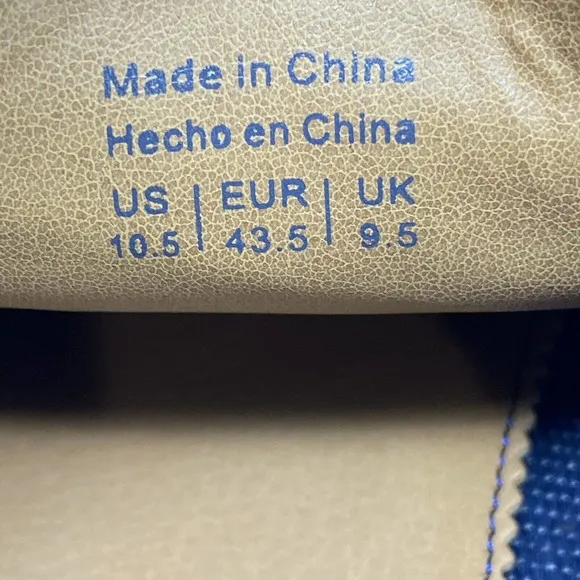 Made in China
Hecho en China
US | EUR | UK
10.5 | 43.5 | 9.5